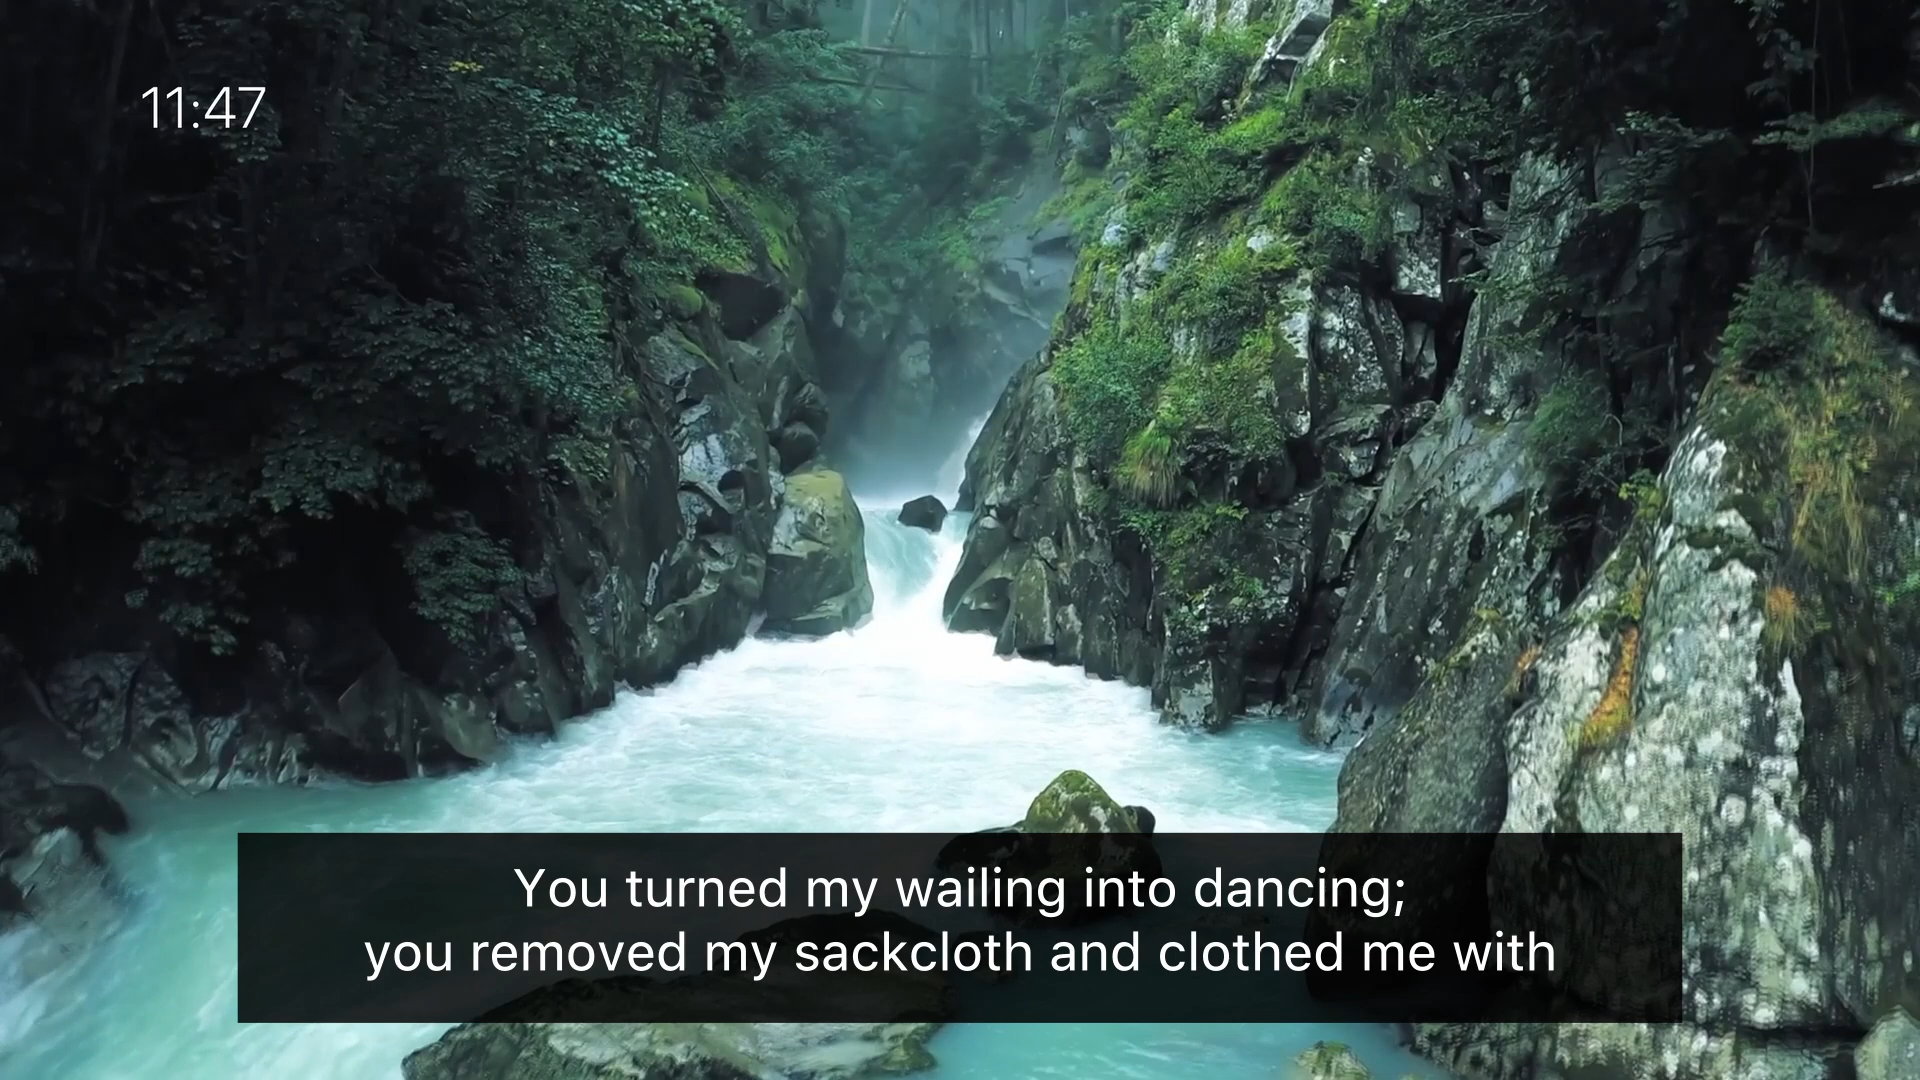 11:47
You turned my wailing into dancing;
you removed my sackcloth and clothed me with